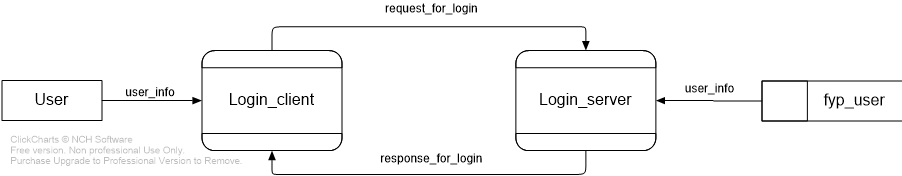 request_for_login
User
user_info
Login_client
Login_server
user_info
fyp_user
ClickCharts © NCH Software
Free version. Non professional Use Only.
Purchase Upgrade to Professional Version to Remove.
response_for_login